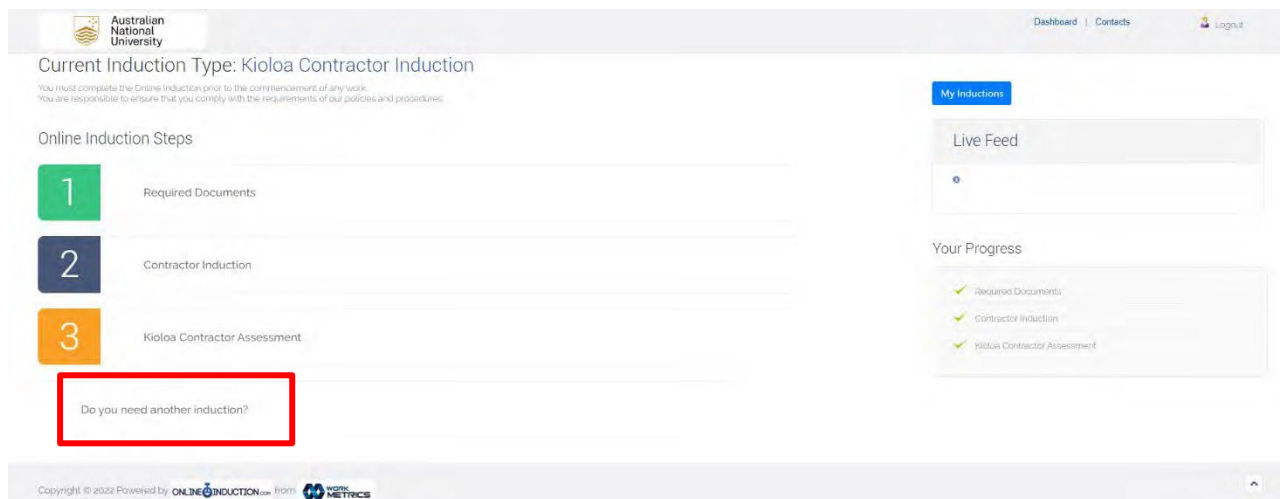 Australian
National
University
Dashboard | Contacts
Logout
Current Induction Type: Kioloa Contractor Induction
You must complete the Online Induction prior to the commencement of any work.
You are responsible to ensure that you comply with the requirements of our policies and procedures.
My Inductions
Online Induction Steps
Live Feed
1
Required Documents
2
Contractor Induction
Your Progress
Required Documents
Contractor Induction
Kioloa Contractor Assessment
3
Kioloa Contractor Assessment
Do you need another induction?
Copyright © 2022 Powered by ONLINEINDUCTION.com from WORK METRICS